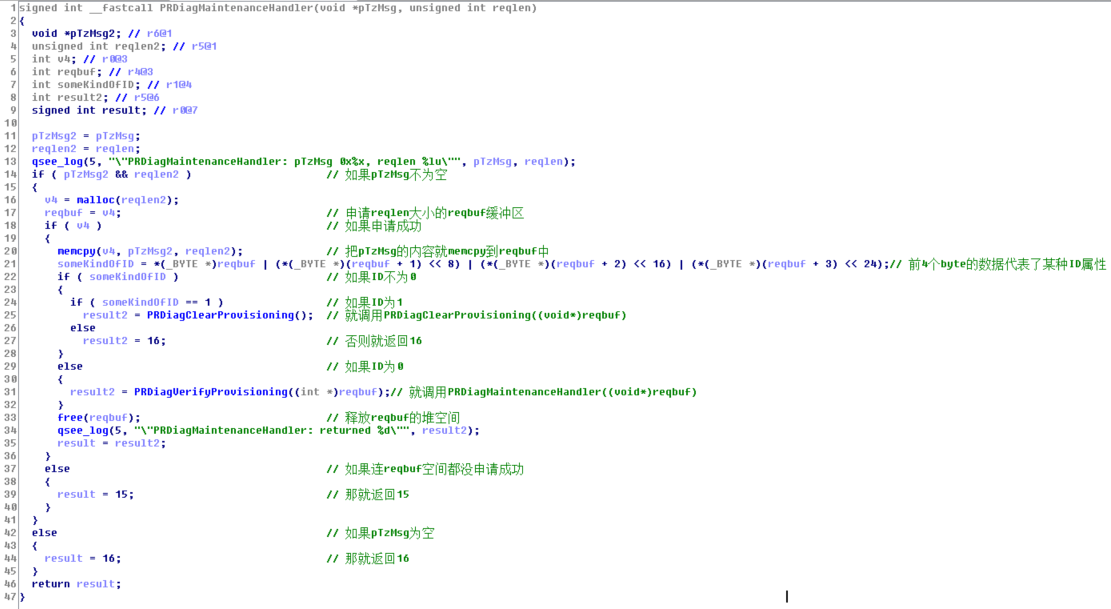 1 signed int __fastcall PRDiagMaintenanceHandler(void *pTzMsg, unsigned int reqlen)
2 {
3 void *pTzMsg2; // r6@1
4 unsigned int reqlen2; // r5@1
5 int v4; // r0@3
6 int reqbuf; // r4@3
7 int someKindOfID; // r1@4
8 int result2; // r5@6
9 signed int result; // r0@7
10
11 pTzMsg2 = pTzMsg;
12 reqlen2 = reqlen;
13 qsee_log(5, "\"PRDiagMaintenanceHandler: pTzMsg 0x%x, reqlen %lu\"", pTzMsg, reqlen);
14 if ( pTzMsg2 && reqlen2 ) // 如果pTzMsg不为空
15 {
16 v4 = malloc(reqlen2);
17 reqbuf = v4; // 申请reqlen大小的reqbuf缓冲区
18 if ( v4 ) // 如果申请成功
19 {
20 memcpy(v4, pTzMsg2, reqlen2); // 把pTzMsg的内容就memcpy到reqbuf中
21 someKindOfID = *(_BYTE *)reqbuf | (*(_BYTE *)(reqbuf + 1) << 8) | (*(_BYTE *)(reqbuf + 2) << 16) | (*(_BYTE *)(reqbuf + 3) << 24);// 前4个byte的数据代表了某种ID属性
22 if ( someKindOfID ) // 如果ID不为0
23 {
24 if ( someKindOfID == 1 ) // 如果ID为1
25 result2 = PRDiagClearProvisioning(); // 就调用PRDiagClearProvisioning((void*)reqbuf)
26 else
27 result2 = 16; // 否则就返回16
28 }
29 else // 如果ID为0
30 {
31 result2 = PRDiagVerifyProvisioning((int *)reqbuf);// 就调用PRDiagMaintenanceHandler((void*)reqbuf)
32 }
33 free(reqbuf); // 释放reqbuf的堆空间
34 qsee_log(5, "\"PRDiagMaintenanceHandler: returned %d\"", result2);
35 result = result2;
36 }
37 else // 如果连reqbuf空间都没申请成功
38 {
39 result = 15; // 那就返回15
40 }
41 }
42 else // 如果pTzMsg为空
43 {
44 result = 16; // 那就返回16
45 }
46 return result;
47 }